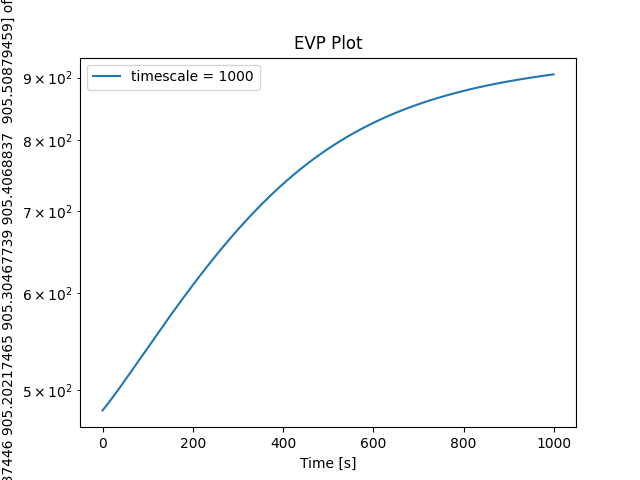 EVP Plot
timescale = 1000
9 × 10²
8 × 10²
7 × 10²
6 × 10²
5 × 10²
0 200 400 600 800 1000
Time [s]
37446 905.20217465 905.30467739 905.4068837 905.50879459] of